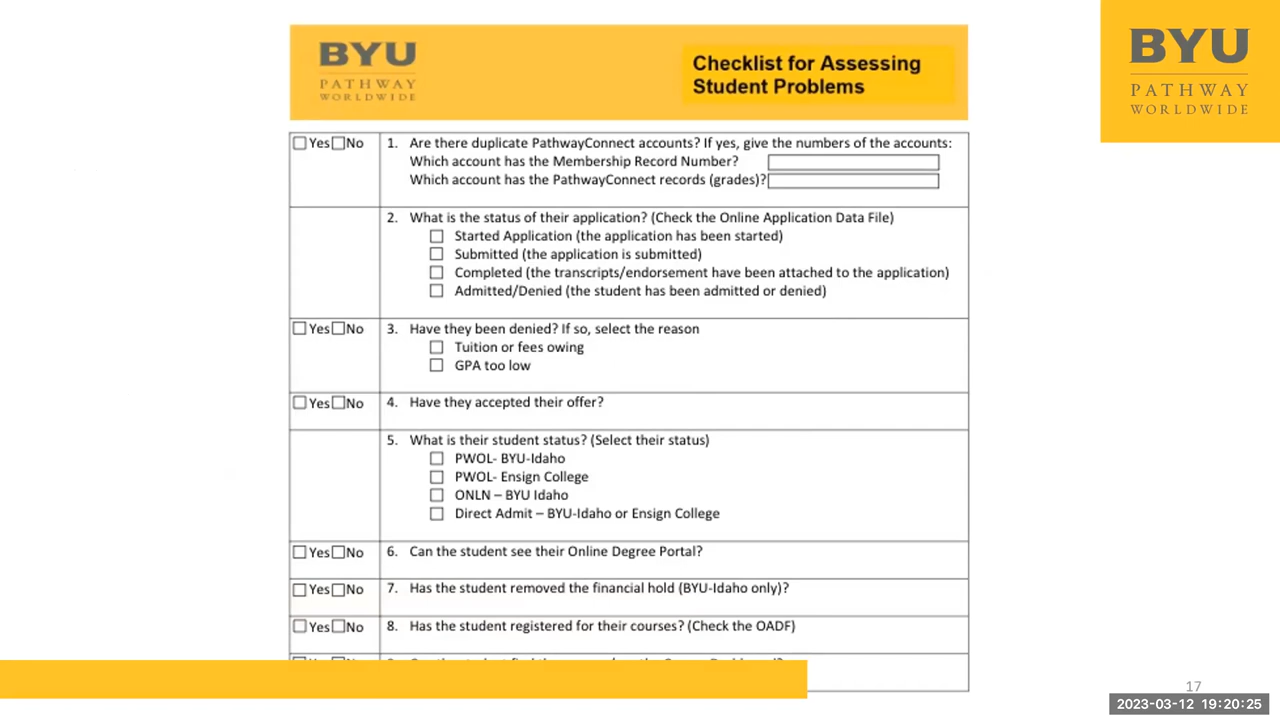 BYU
PATHWAY
WORLDWIDE
Checklist for Assessing
Student Problems
BYU
PATHWAY
WORLDWIDE
☐ Yes ☐ No 1. Are there duplicate PathwayConnect accounts? If yes, give the numbers of the accounts:
Which account has the Membership Record Number?
Which account has the PathwayConnect records (grades)?
2. What is the status of their application? (Check the Online Application Data File)
☐ Started Application (the application has been started)
☐ Submitted (the application is submitted)
☐ Completed (the transcripts/endorsement have been attached to the application)
☐ Admitted/Denied (the student has been admitted or denied)
☐ Yes ☐ No 3. Have they been denied? If so, select the reason
☐ Tuition or fees owing
☐ GPA too low
☐ Yes ☐ No 4. Have they accepted their offer?
5. What is their student status? (Select their status)
☐ PWOL- BYU-Idaho
☐ PWOL- Ensign College
☐ ONLN – BYU Idaho
☐ Direct Admit – BYU-Idaho or Ensign College
☐ Yes ☐ No 6. Can the student see their Online Degree Portal?
☐ Yes ☐ No 7. Has the student removed the financial hold (BYU-Idaho only)?
☐ Yes ☐ No 8. Has the student registered for their courses? (Check the OADF)
17
2023-03-12 19:20:25